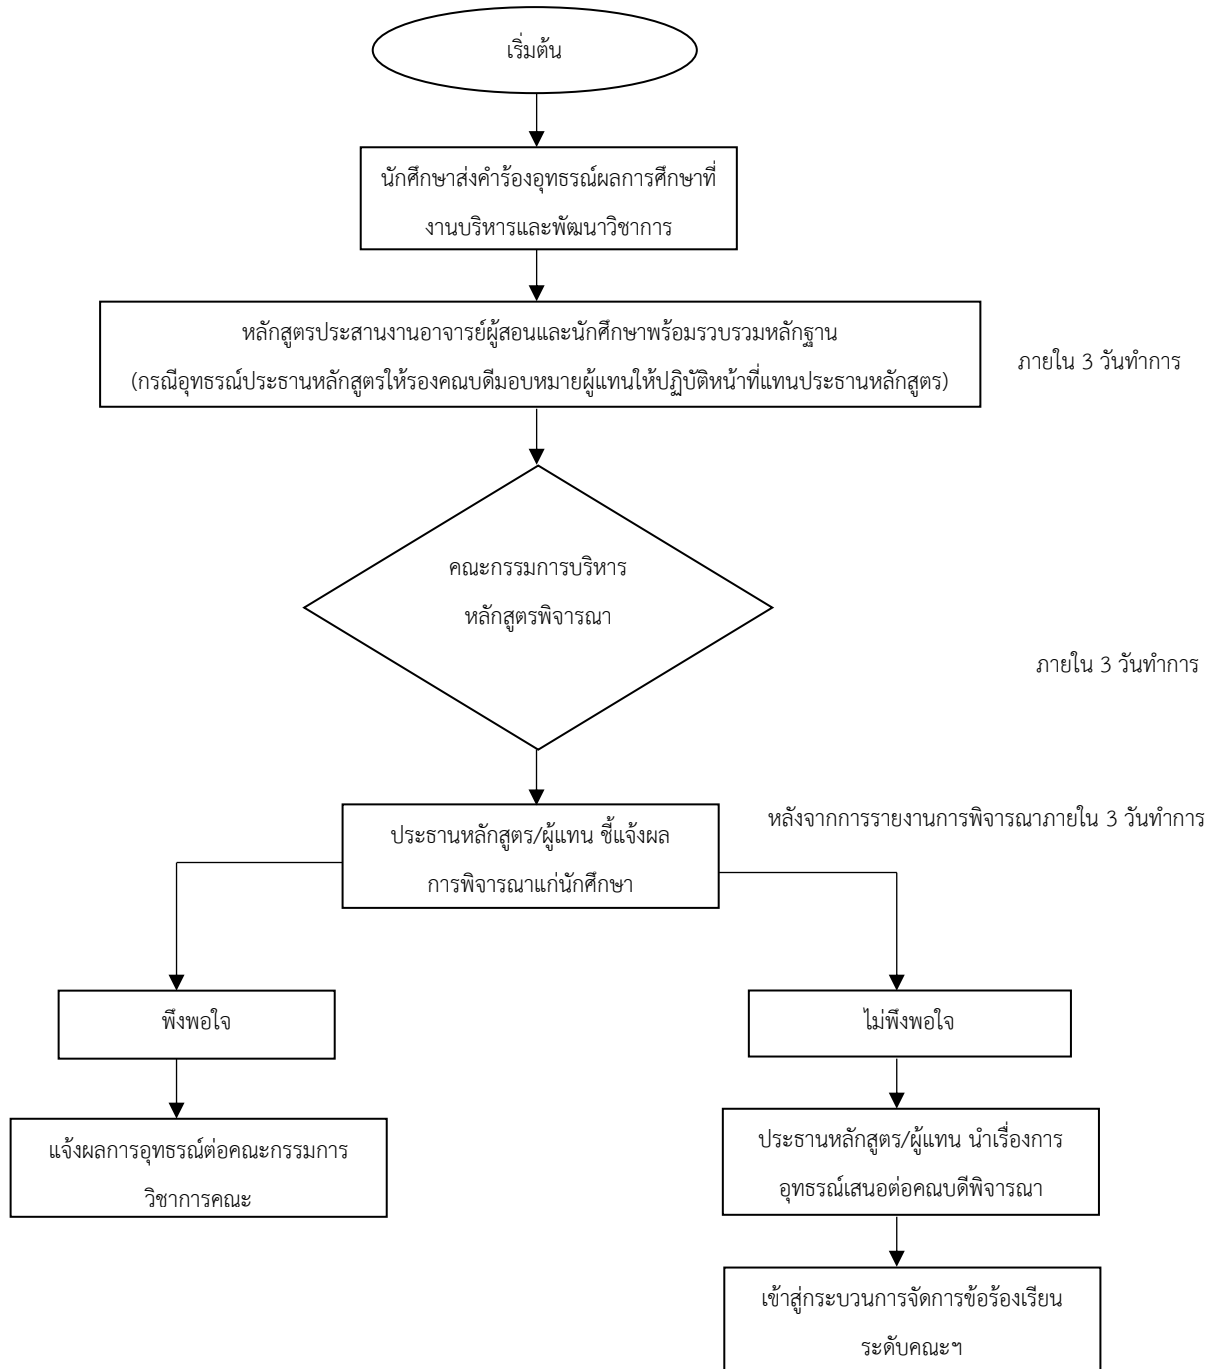 เริ่มต้น
นักศึกษาส่งคำร้องอุทธรณ์ผลการศึกษาที่
งานบริหารและพัฒนาวิชาการ
หลักสูตรประสานงานอาจารย์ผู้สอนและนักศึกษาพร้อมรวบรวมหลักฐาน
(กรณีอุทธรณ์ประธานหลักสูตรให้รองคณบดีมอบหมายผู้แทนให้ปฏิบัติหน้าที่แทนประธานหลักสูตร)
ภายใน 3 วันทำการ
คณะกรรมการบริหาร
หลักสูตรพิจารณา
ภายใน 3 วันทำการ
ประธานหลักสูตร/ผู้แทน ชี้แจ้งผล
การพิจารณาแก่นักศึกษา
หลังจากการรายงานการพิจารณาภายใน 3 วันทำการ
พึงพอใจ
แจ้งผลการอุทธรณ์ต่อคณะกรรมการ
วิชาการคณะ
ไม่พึงพอใจ
ประธานหลักสูตร/ผู้แทน นำเรื่องการ
อุทธรณ์เสนอต่อคณบดีพิจารณา
เข้าสู่กระบวนการจัดการข้อร้องเรียน
ระดับคณะฯ